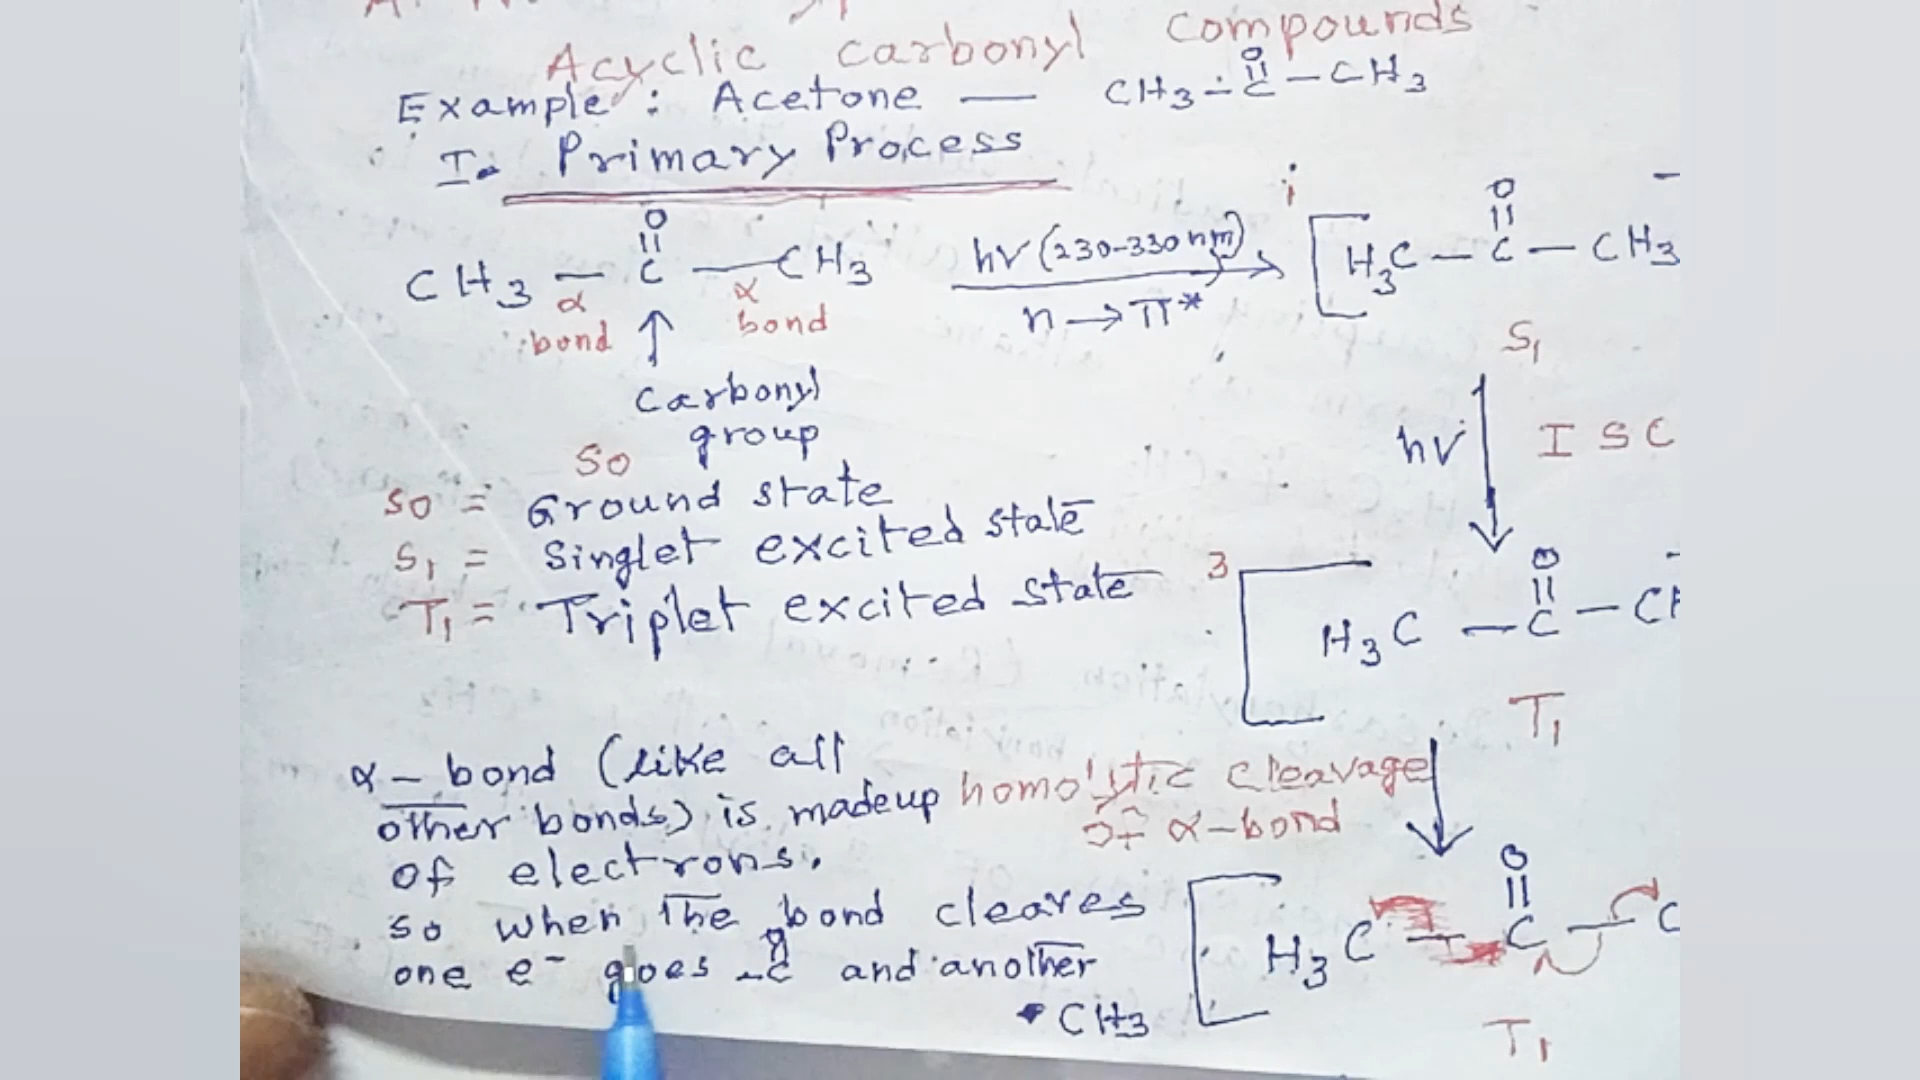 Acyclic carbonyl compounds
Example: Acetone — CH3-C-CH3
O
I. Primary Process
O
CH3 — C — CH3
α bond
α bond
Carbonyl group
hν (230-330 nm)
n → π*
1
O
H3C — C — CH3
S1
hν
ISC
So
So = Ground state
S1 = Singlet excited state
T1 = Triplet excited state
3
O
H3C — C — CH
T1
α - bond (like all
other bonds) is madeup
of electrons.
so when the bond cleaves
one e- goes -C and another
O
• CH3
homolytic cleavage
of α-bond
O
H3C — C — C
T1